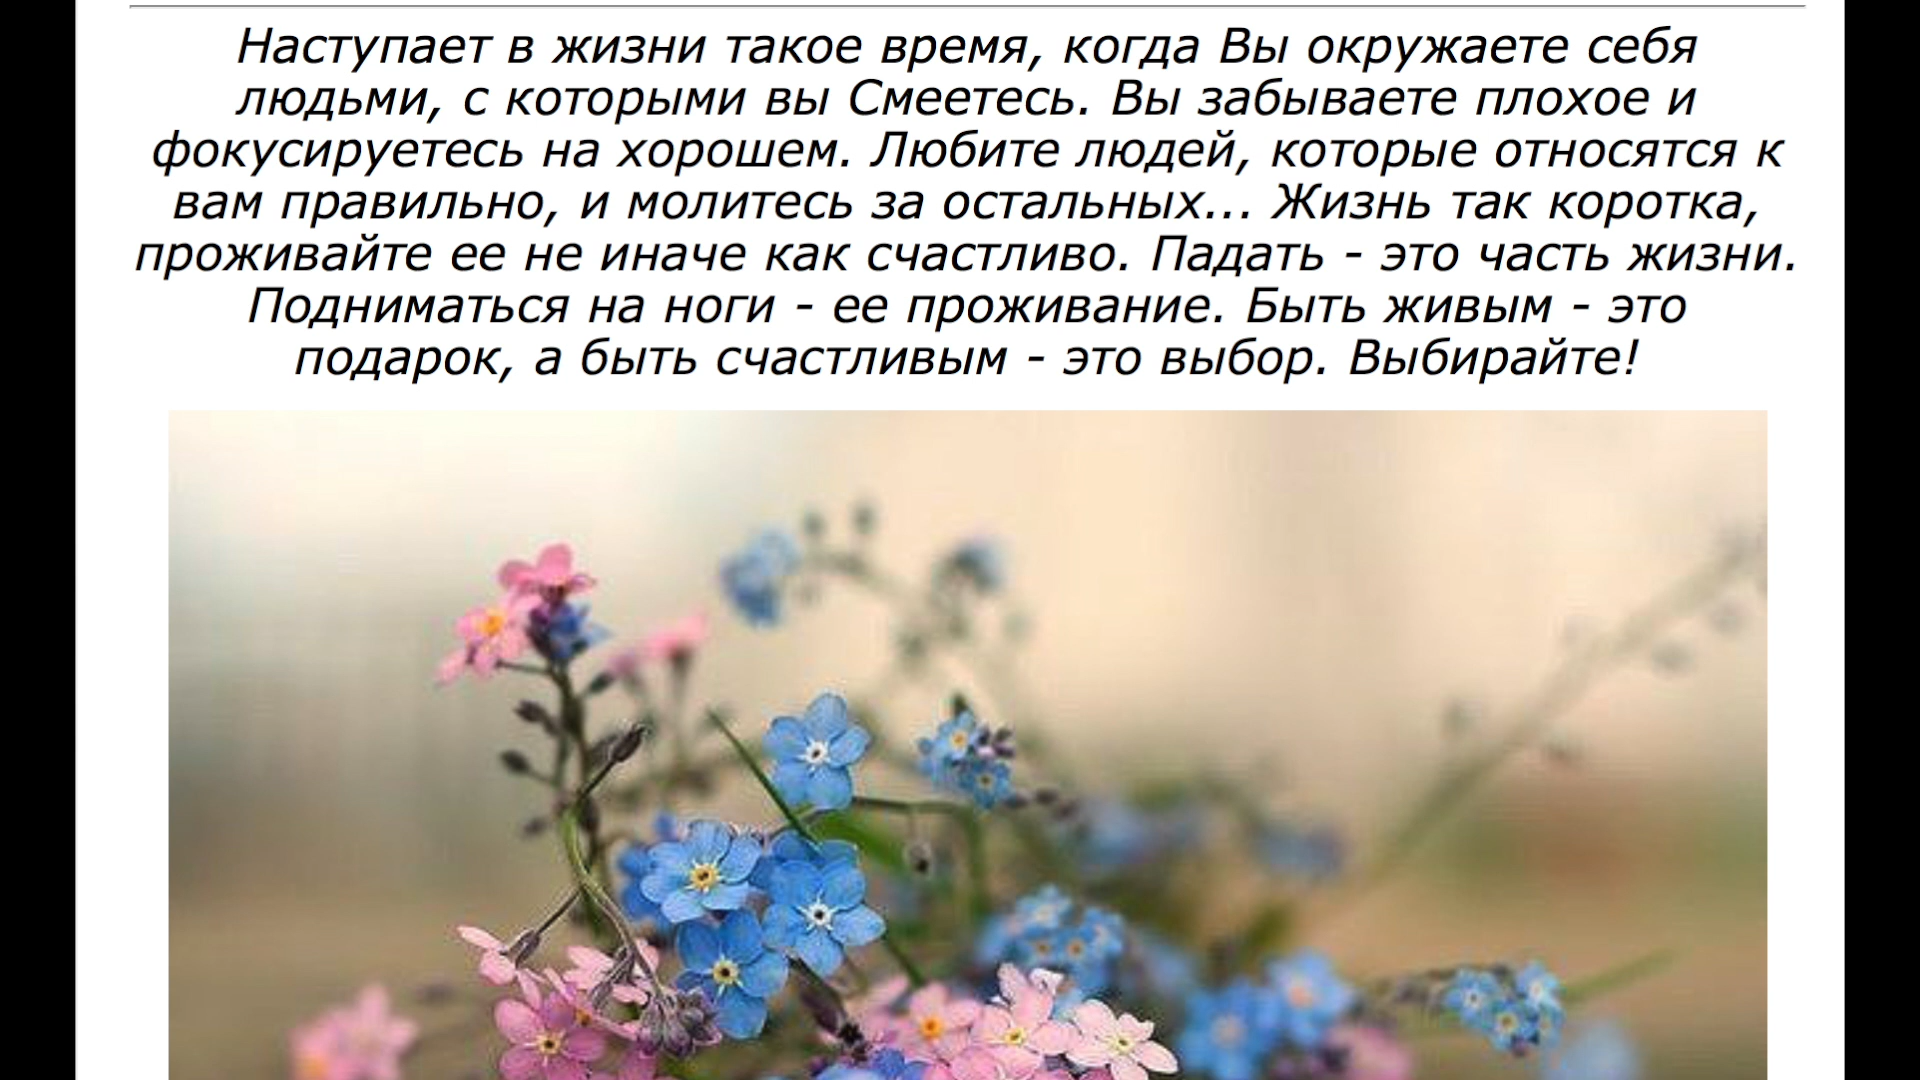 Наступает в жизни такое время, когда Вы окружаете себя
людьми, с которыми вы Смеетесь. Вы забываете плохое и
фокусируетесь на хорошем. Любите людей, которые относятся к
вам правильно, и молитесь за остальных... Жизнь так коротка,
проживайте ее не иначе как счастливо. Падать - это часть жизни.
Подниматься на ноги - ее проживание. Быть живым - это
подарок, а быть счастливым - это выбор. Выбирайте!